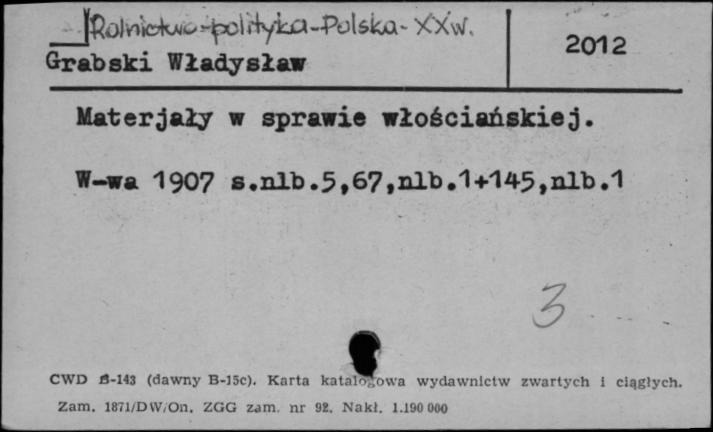 Rolnictwo-polityka-Polska-XXw.
2012
Grabski Władysław
Materjały w sprawie włościańskiej.
W-wa 1907 s.nlb.5,67,nlb.1+145,nlb.1
3
CWD B-143 (dawny B-15c). Karta katalogowa wydawnictw zwartych i ciągłych.
Zam. 1871/DW/On. ZGG zam. nr 92. Nakł. 1.190 000